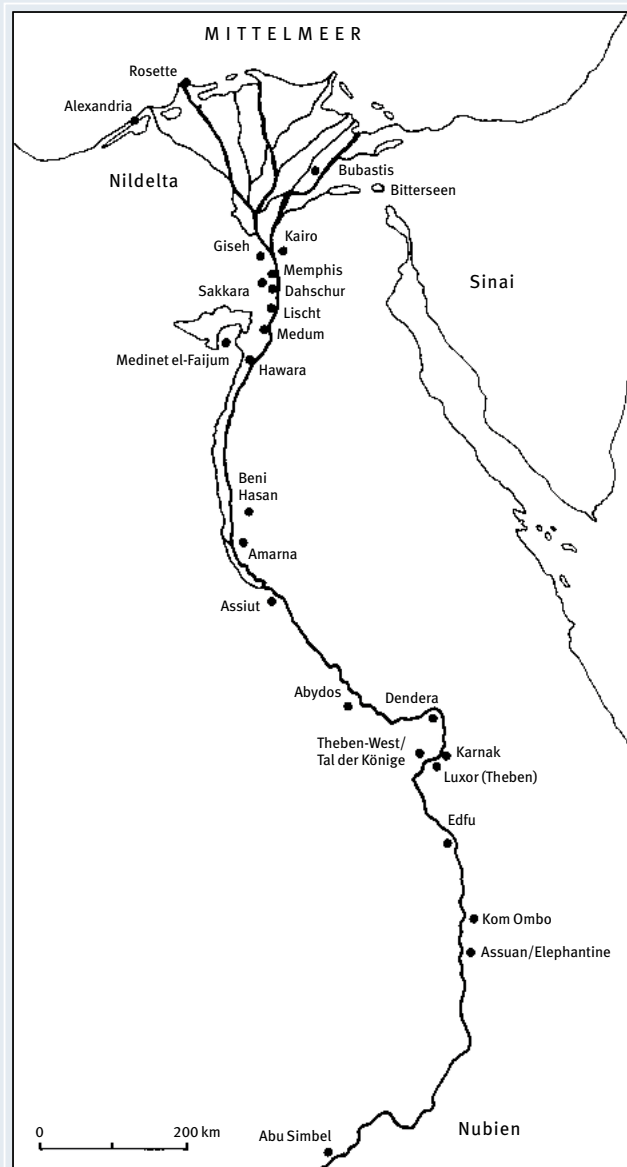 MITTELMEER
Rosette
Alexandria
Bubastis
Nildelta
Bitterseen
Giseh
Kairo
Memphis
Sakkara
Dahschur
Sinai
Lischt
Medum
Medinet el-Faijum
Hawara
Beni
Hasan
Amarna
Assiut
Abydos
Dendera
Theben-West/
Tal der Könige
Karnak
Luxor (Theben)
Edfu
Kom Ombo
Assuan/Elephantine
Nubien
0
200 km
Abu Simbel